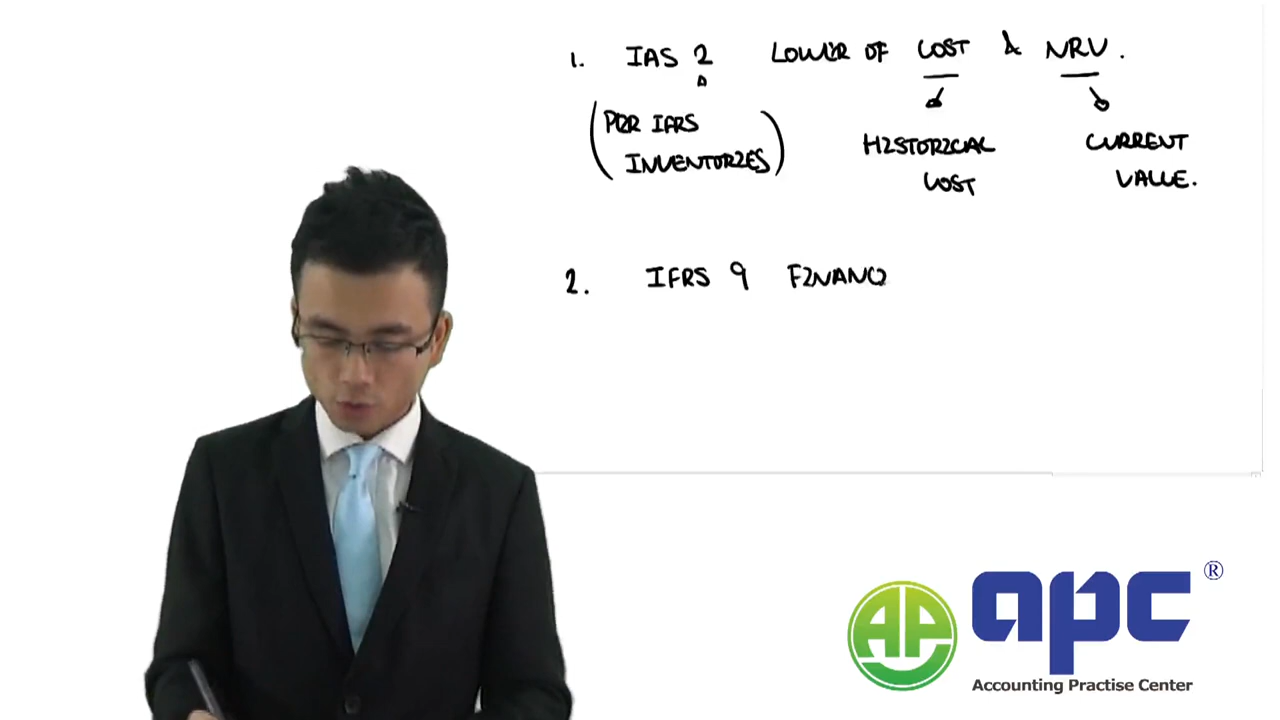 1. IAS 2 LOWER OF COST & NRV.
(PER IFRS
INVENTORIES)
HISTORICAL
COST
CURRENT
VALUE.
2. IFRS 9 FINANC
AP
apc®
Accounting Practise Center